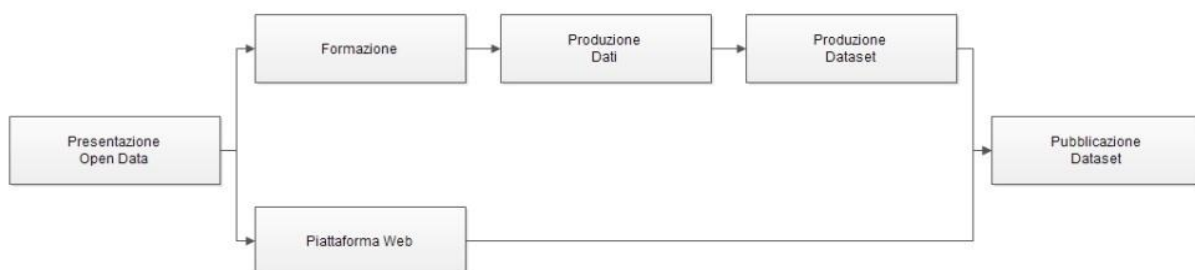 Formazione
Produzione
Dati
Produzione
Dataset
Presentazione
Open Data
Pubblicazione
Dataset
Piattaforma Web